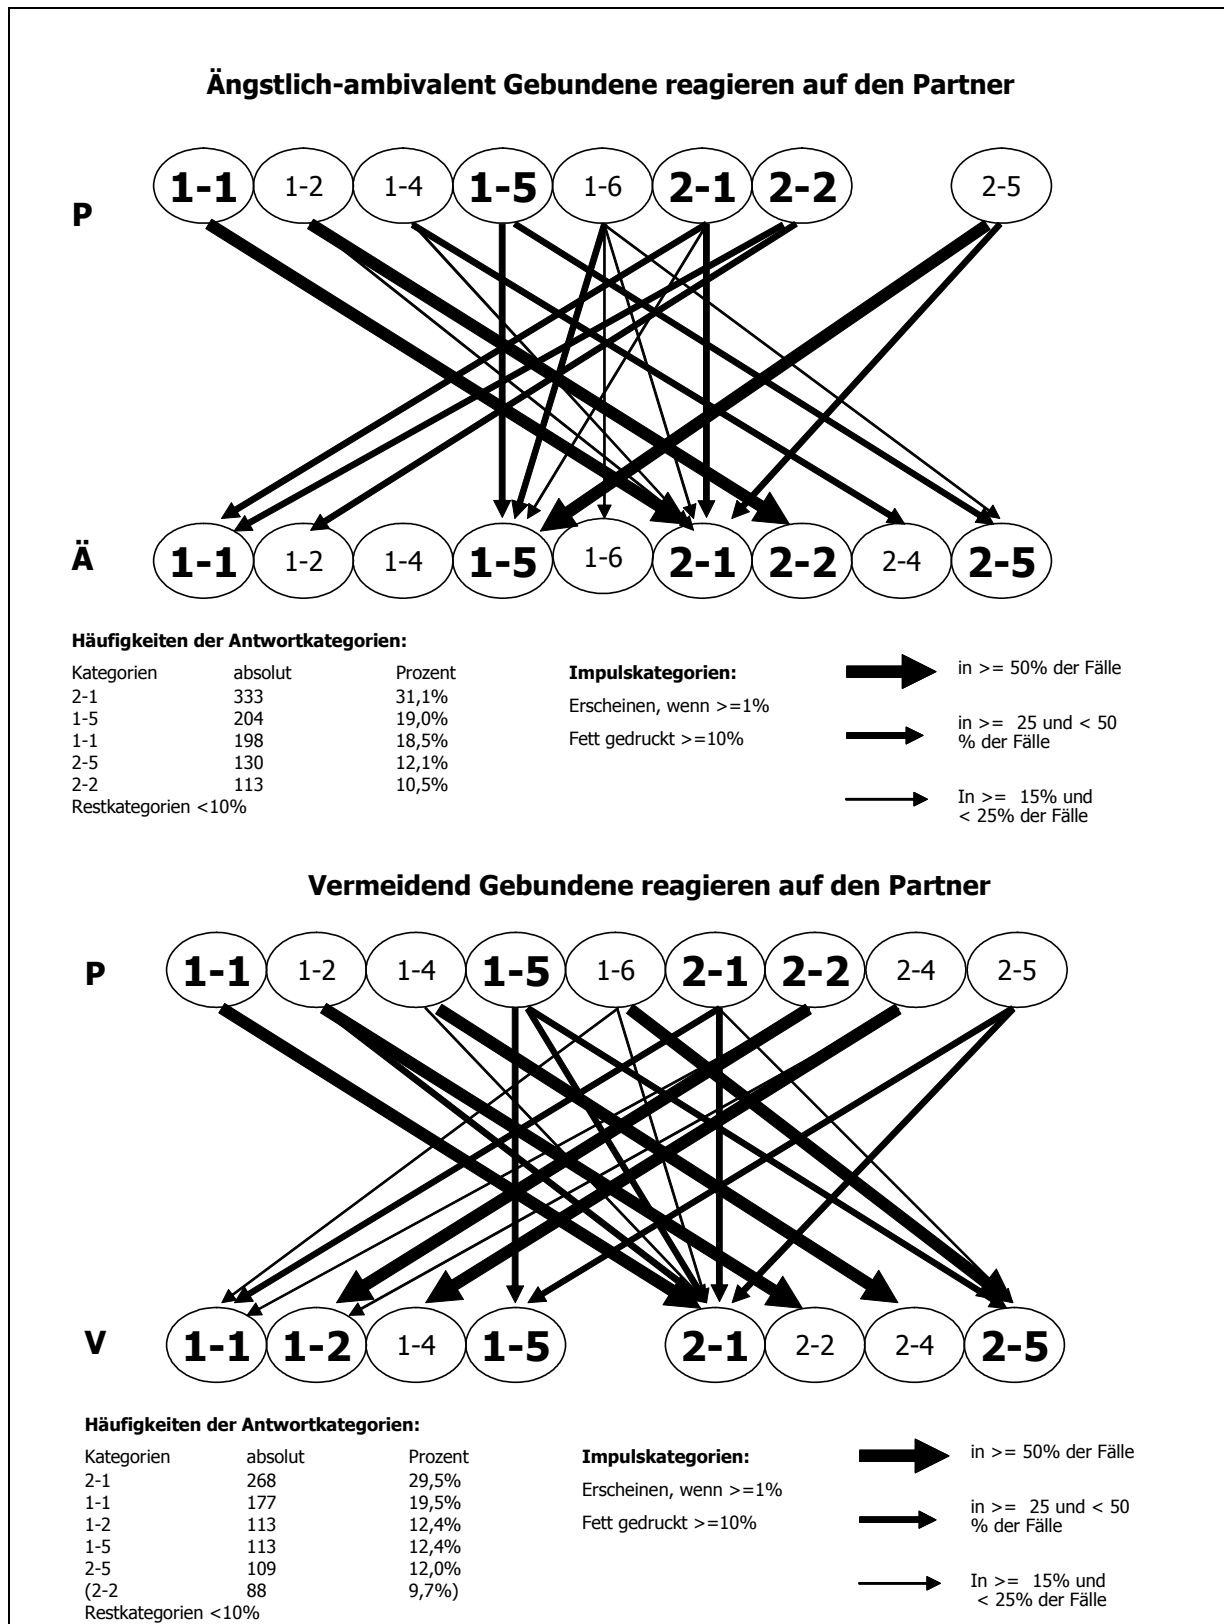 Ängstlich-ambivalent Gebundene reagieren auf den Partner
P 1-1 1-2 1-4 1-5 1-6 2-1 2-2 2-5
Ä 1-1 1-2 1-4 1-5 1-6 2-1 2-2 2-4 2-5
Häufigkeiten der Antwortkategorien:
Kategorien absolut Prozent
2-1 333 31,1%
1-5 204 19,0%
1-1 198 18,5%
2-5 130 12,1%
2-2 113 10,5%
Restkategorien <10%
Impulskategorien:
Erscheinen, wenn >=1%
Fett gedruckt >=10%
in >= 50% der Fälle
in >= 25 und < 50
% der Fälle
In >= 15% und
< 25% der Fälle
Vermeidend Gebundene reagieren auf den Partner
P 1-1 1-2 1-4 1-5 1-6 2-1 2-2 2-4 2-5
V 1-1 1-2 1-4 1-5 2-1 2-2 2-4 2-5
Häufigkeiten der Antwortkategorien:
Kategorien absolut Prozent
2-1 268 29,5%
1-1 177 19,5%
1-2 113 12,4%
1-5 113 12,4%
2-5 109 12,0%
(2-2 88 9,7%)
Restkategorien <10%
Impulskategorien:
Erscheinen, wenn >=1%
Fett gedruckt >=10%
in >= 50% der Fälle
in >= 25 und < 50
% der Fälle
In >= 15% und
< 25% der Fälle